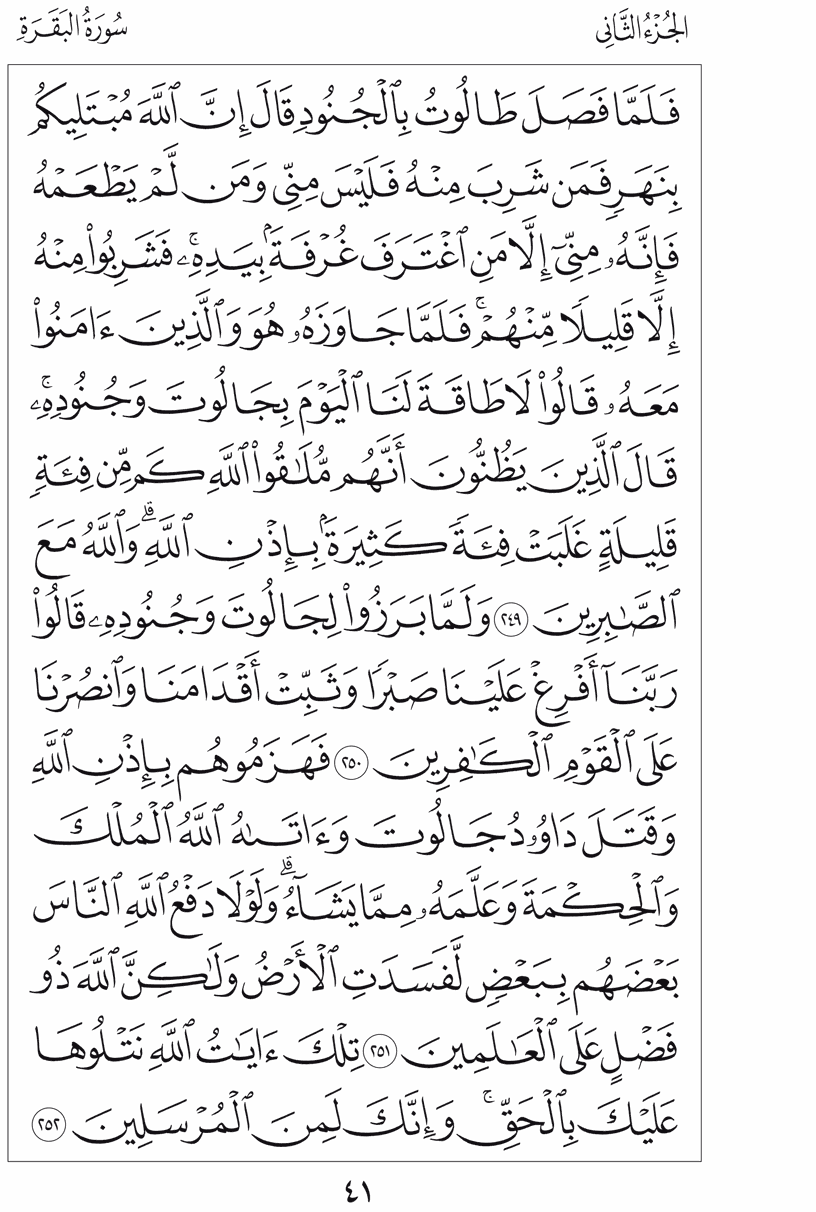 الجُزْءُ الثَّانِي
سُورَةُ البَقَرَةِ
فَلَمَّا فَصَلَ طَالُوتُ بِٱلْجُنُودِ قَالَ إِنَّ ٱللَّهَ مُبْتَلِيكُم
بِنَهَرٍ فَمَن شَرِبَ مِنْهُ فَلَيْسَ مِنِّي وَمَن لَّمْ يَطْعَمْهُ
فَإِنَّهُۥ مِنِّيٓ إِلَّا مَنِ ٱغْتَرَفَ غُرْفَةَۢ بِيَدِهِۦۚ فَشَرِبُوا۟ مِنْهُ
إِلَّا قَلِيلًا مِّنْهُمْۚ فَلَمَّا جَاوَزَهُۥ هُوَ وَٱلَّذِينَ ءَامَنُوا۟
مَعَهُۥ قَالُوا۟ لَا طَاقَةَ لَنَا ٱلْيَوْمَ بِجَالُوتَ وَجُنُودِهِۦۚ
قَالَ ٱلَّذِينَ يَظُنُّونَ أَنَّهُم مُّلَـٰقُوا۟ ٱللَّهِ كَم مِّن فِئَةٍ
قَلِيلَةٍ غَلَبَتْ فِئَةً كَثِيرَةَۢ بِإِذْنِ ٱللَّهِۗ وَٱللَّهُ مَعَ
ٱلصَّـٰبِرِينَ ٢٤٩ وَلَمَّا بَرَزُوا۟ لِجَالُوتَ وَجُنُودِهِۦ قَالُوا۟
رَبَّنَآ أَفْرِغْ عَلَيْنَا صَبْرًا وَثَبِّتْ أَقْدَامَنَا وَٱنصُرْنَا
عَلَى ٱلْقَوْمِ ٱلْكَـٰفِرِينَ ٢٥٠ فَهَزَمُوهُم بِإِذْنِ ٱللَّهِ
وَقَتَلَ دَاوُۥدُ جَالُوتَ وَءَاتَىٰهُ ٱللَّهُ ٱلْمُلْكَ
وَٱلْحِكْمَةَ وَعَلَّمَهُۥ مِمَّا يَشَآءُۗ وَلَوْلَا دَفْعُ ٱللَّهِ ٱلنَّاسَ
بَعْضَهُم بِبَعْضٍ لَّفَسَدَتِ ٱلْأَرْضُ وَلَـٰكِنَّ ٱللَّهَ ذُو
فَضْلٍ عَلَى ٱلْعَـٰلَمِينَ ٢٥١ تِلْكَ ءَايَـٰتُ ٱللَّهِ نَتْلُوهَا
عَلَيْكَ بِٱلْحَقِّۚ وَإِنَّكَ لَمِنَ ٱلْمُرْسَلِينَ ٢٥٢
٤١